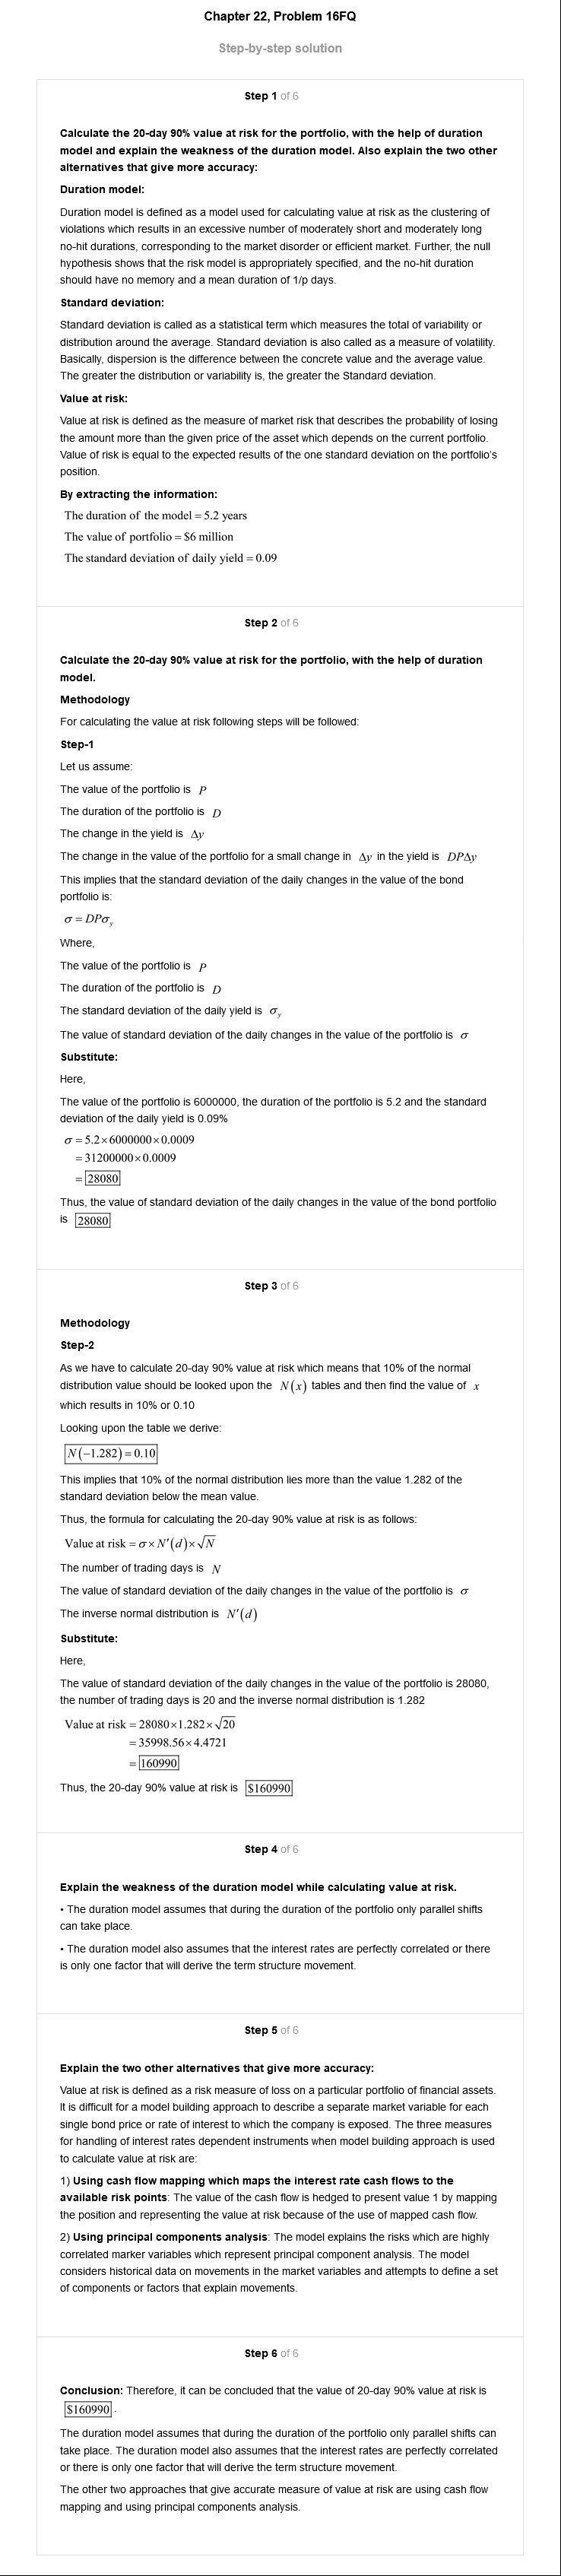 Chapter 22, Problem 16FQ
Step-by-step solution
Step 1 of 6
Calculate the 20-day 90% value at risk for the portfolio, with the help of duration
model and explain the weakness of the duration model. Also explain the two other
alternatives that give more accuracy:
Duration model:
Duration model is defined as a model used for calculating value at risk as the clustering of
violations which results in an excessive number of moderately short and moderately long
no-hit durations, corresponding to the market disorder or efficient market. Further, the null
hypothesis shows that the risk model is appropriately specified, and the no-hit duration
should have no memory and a mean duration of 1/p days.
Standard deviation:
Standard deviation is called as a statistical term which measures the total of variability or
distribution around the average. Standard deviation is also called as a measure of volatility.
Basically, dispersion is the difference between the concrete value and the average value.
The greater the distribution or variability is, the greater the Standard deviation.
Value at risk:
Value at risk is defined as the measure of market risk that describes the probability of losing
the amount more than the given price of the asset which depends on the current portfolio.
Value of risk is equal to the expected results of the one standard deviation on the portfolio's
position.
By extracting the information:
The duration of the model = 5.2 years
The value of portfolio = $6 million
The standard deviation of daily yield = 0.09
Step 2 of 6
Calculate the 20-day 90% value at risk for the portfolio, with the help of duration
model.
Methodology
For calculating the value at risk following steps will be followed:
Step-1
Let us assume:
The value of the portfolio is P
The duration of the portfolio is D
The change in the yield is Δy
The change in the value of the portfolio for a small change in Δy in the yield is DPΔy
This implies that the standard deviation of the daily changes in the value of the bond
portfolio is:
σ = DPσ_y
Where,
The value of the portfolio is P
The duration of the portfolio is D
The standard deviation of the daily yield is σ_y
The value of standard deviation of the daily changes in the value of the portfolio is σ
Substitute:
Here,
The value of the portfolio is 6000000, the duration of the portfolio is 5.2 and the standard
deviation of the daily yield is 0.09%
σ = 5.2×6000000×0.0009
= 31200000×0.0009
= 28080
Thus, the value of standard deviation of the daily changes in the value of the bond portfolio
is 28080
Step 3 of 6
Methodology
Step-2
As we have to calculate 20-day 90% value at risk which means that 10% of the normal
distribution value should be looked upon the N(x) tables and then find the value of x
which results in 10% or 0.10
Looking upon the table we derive:
N(−1.282) = 0.10
This implies that 10% of the normal distribution lies more than the value 1.282 of the
standard deviation below the mean value.
Thus, the formula for calculating the 20-day 90% value at risk is as follows:
Value at risk = σ×N'(d)×√N
The number of trading days is N
The value of standard deviation of the daily changes in the value of the portfolio is σ
The inverse normal distribution is N'(d)
Substitute:
Here,
The value of standard deviation of the daily changes in the value of the portfolio is 28080,
the number of trading days is 20 and the inverse normal distribution is 1.282
Value at risk = 28080×1.282×√20
= 35998.56×4.4721
= 160990
Thus, the 20-day 90% value at risk is $160990
Step 4 of 6
Explain the weakness of the duration model while calculating value at risk.
• The duration model assumes that during the duration of the portfolio only parallel shifts
can take place.
• The duration model also assumes that the interest rates are perfectly correlated or there
is only one factor that will derive the term structure movement.
Step 5 of 6
Explain the two other alternatives that give more accuracy:
Value at risk is defined as a risk measure of loss on a particular portfolio of financial assets.
It is difficult for a model building approach to describe a separate market variable for each
single bond price or rate of interest to which the company is exposed. The three measures
for handling of interest rates dependent instruments when model building approach is used
to calculate value at risk are:
1) Using cash flow mapping which maps the interest rate cash flows to the
available risk points: The value of the cash flow is hedged to present value 1 by mapping
the position and representing the value at risk because of the use of mapped cash flow.
2) Using principal components analysis: The model explains the risks which are highly
correlated marker variables which represent principal component analysis. The model
considers historical data on movements in the market variables and attempts to define a set
of components or factors that explain movements.
Step 6 of 6
Conclusion: Therefore, it can be concluded that the value of 20-day 90% value at risk is
$160990 .
The duration model assumes that during the duration of the portfolio only parallel shifts can
take place. The duration model also assumes that the interest rates are perfectly correlated
or there is only one factor that will derive the term structure movement.
The other two approaches that give accurate measure of value at risk are using cash flow
mapping and using principal components analysis.